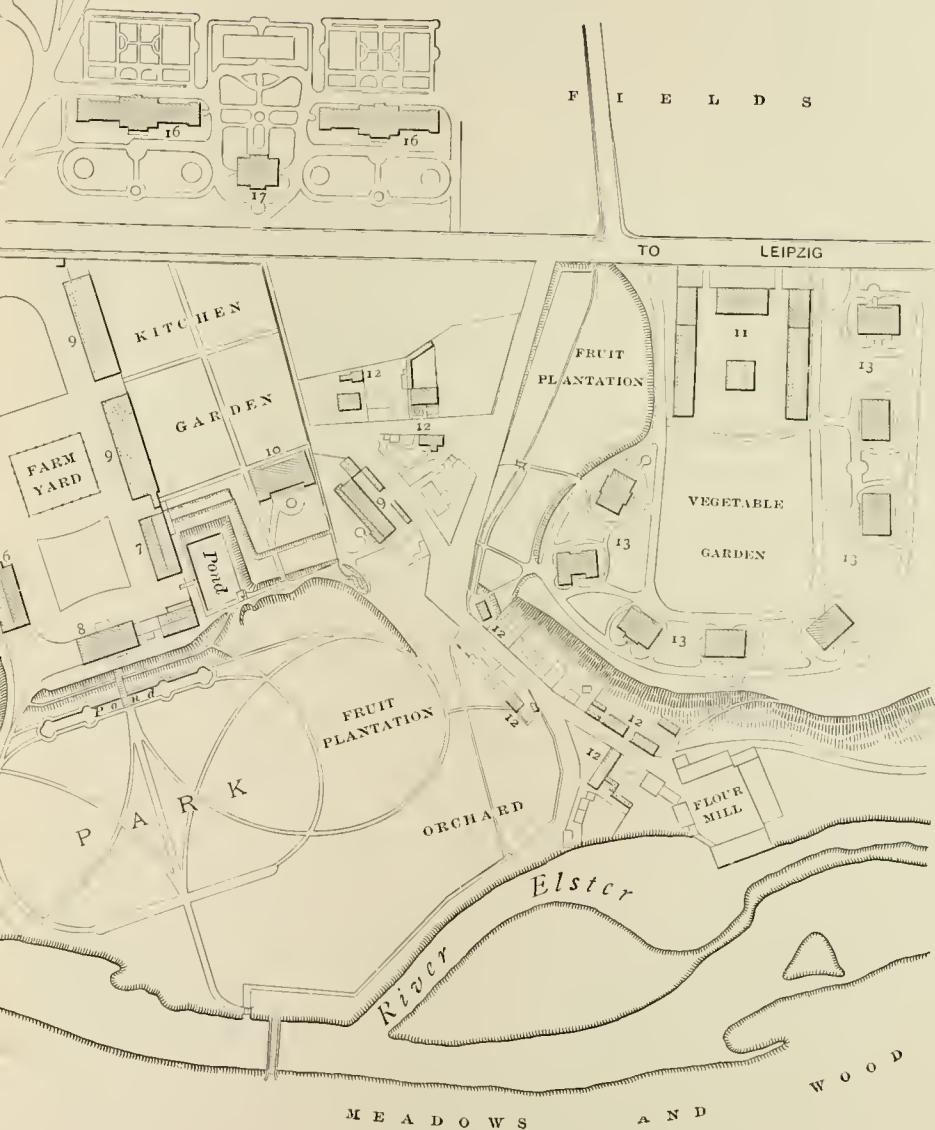 16
16
17
FIELDS
TO LEIPZIG
KITCHEN
GARDEN
9
9
10
FARM
YARD
7
6
8
Pond
Pond
12
12
9
FRUIT
PLANTATION
11
13
13
VEGETABLE
GARDEN
13
13
12
FRUIT
PLANTATION
12
12
12
PARK
ORCHARD
FLOUR
MILL
River Elster
MEADOWS AND WOOD